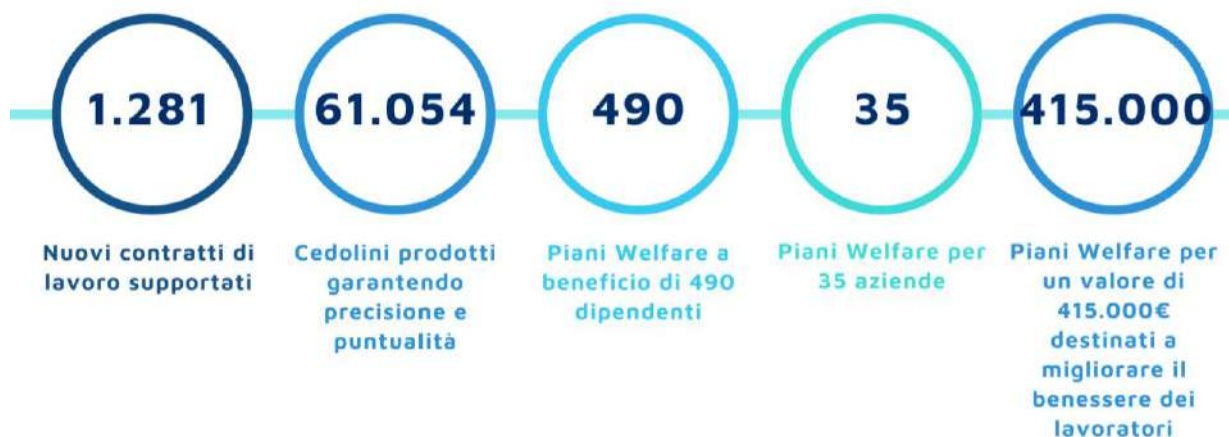 1.281
61.054
490
35
415.000
Nuovi contratti di
lavoro supportati
Cedolini prodotti
garantendo
precisione e
puntualità
Piani Welfare a
beneficio di 490
dipendenti
Piani Welfare per
35 aziende
Piani Welfare per
un valore di
415.000€
destinati a
migliorare il
benessere dei
lavoratori